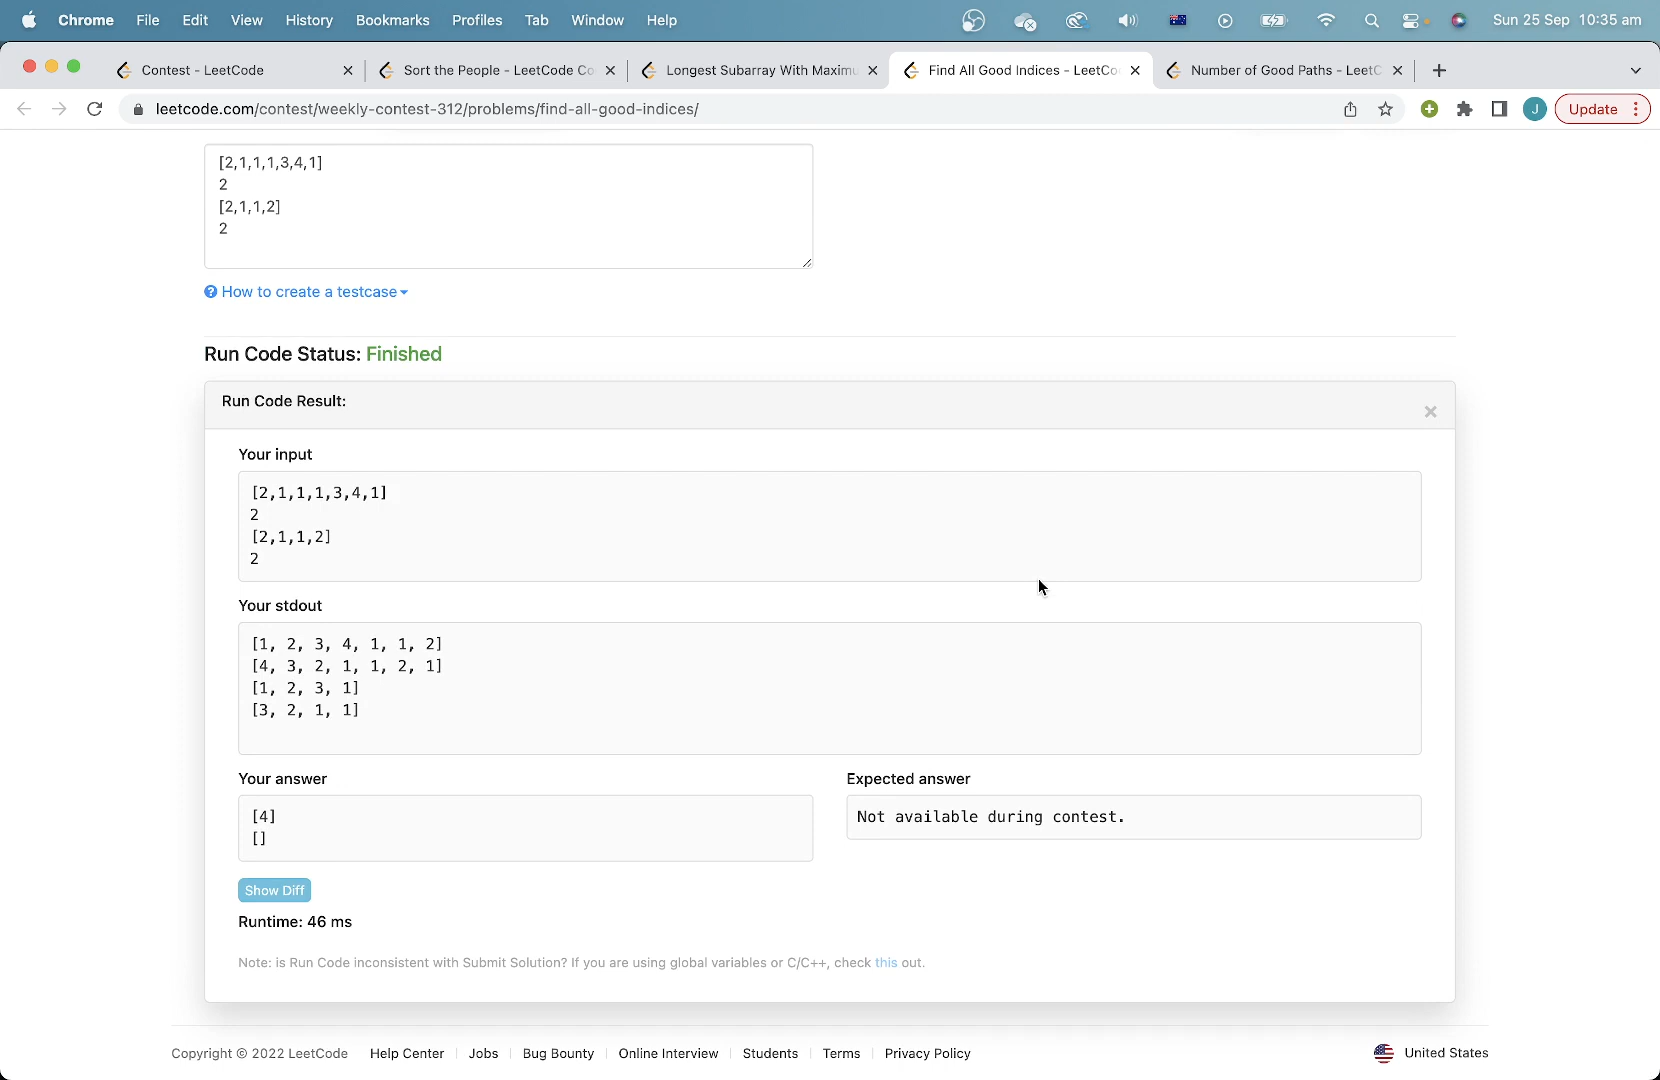 Chrome File Edit View History Bookmarks Profiles Tab Window Help Sun 25 Sep 10:35 am
Contest - LeetCode Sort the People - LeetCode Co Longest Subarray With Maximu Find All Good Indices - LeetCo Number of Good Paths - LeetC
leetcode.com/contest/weekly-contest-312/problems/find-all-good-indices/ J Update
[2,1,1,1,3,4,1]
2
[2,1,1,2]
2
How to create a testcase
Run Code Status: Finished
Run Code Result:
Your input
[2,1,1,1,3,4,1]
2
[2,1,1,2]
2
Your stdout
[1, 2, 3, 4, 1, 1, 2]
[4, 3, 2, 1, 1, 2, 1]
[1, 2, 3, 1]
[3, 2, 1, 1]
Your answer
[4]
[]
Expected answer
Not available during contest.
Show Diff
Runtime: 46 ms
Note: is Run Code inconsistent with Submit Solution? If you are using global variables or C/C++, check this out.
Copyright © 2022 LeetCode Help Center Jobs Bug Bounty Online Interview Students Terms Privacy Policy United States